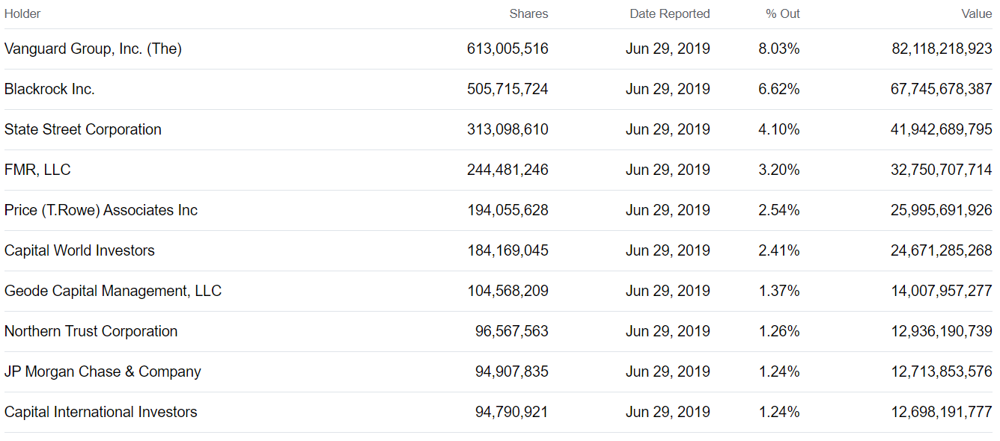 Holder Shares Date Reported % Out Value
Vanguard Group, Inc. (The) 613,005,516 Jun 29, 2019 8.03% 82,118,218,923
Blackrock Inc. 505,715,724 Jun 29, 2019 6.62% 67,745,678,387
State Street Corporation 313,098,610 Jun 29, 2019 4.10% 41,942,689,795
FMR, LLC 244,481,246 Jun 29, 2019 3.20% 32,750,707,714
Price (T.Rowe) Associates Inc 194,055,628 Jun 29, 2019 2.54% 25,995,691,926
Capital World Investors 184,169,045 Jun 29, 2019 2.41% 24,671,285,268
Geode Capital Management, LLC 104,568,209 Jun 29, 2019 1.37% 14,007,957,277
Northern Trust Corporation 96,567,563 Jun 29, 2019 1.26% 12,936,190,739
JP Morgan Chase & Company 94,907,835 Jun 29, 2019 1.24% 12,713,853,576
Capital International Investors 94,790,921 Jun 29, 2019 1.24% 12,698,191,777